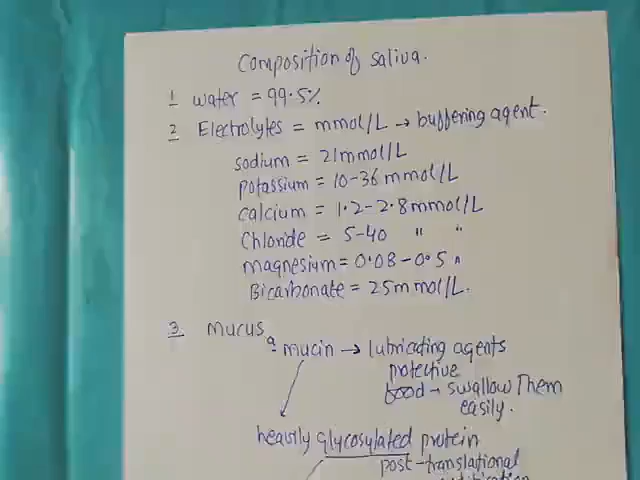 Composition of saliva.
1 water = 99.5%
2 Electrolytes = mmol/L → buffering agent.
sodium = 21mmol/L
potassium = 10-36 mmol/L
calcium = 1.2-2.8mmol/L
Chloride = 5-40 " "
magnesium = 0.08-0.5 "
Bicarbonate = 25mmol/L.
3. mucus
a mucin → lubricating agents
protective
food → swallow Them
easily.
heavily glycosylated protein
post-translational